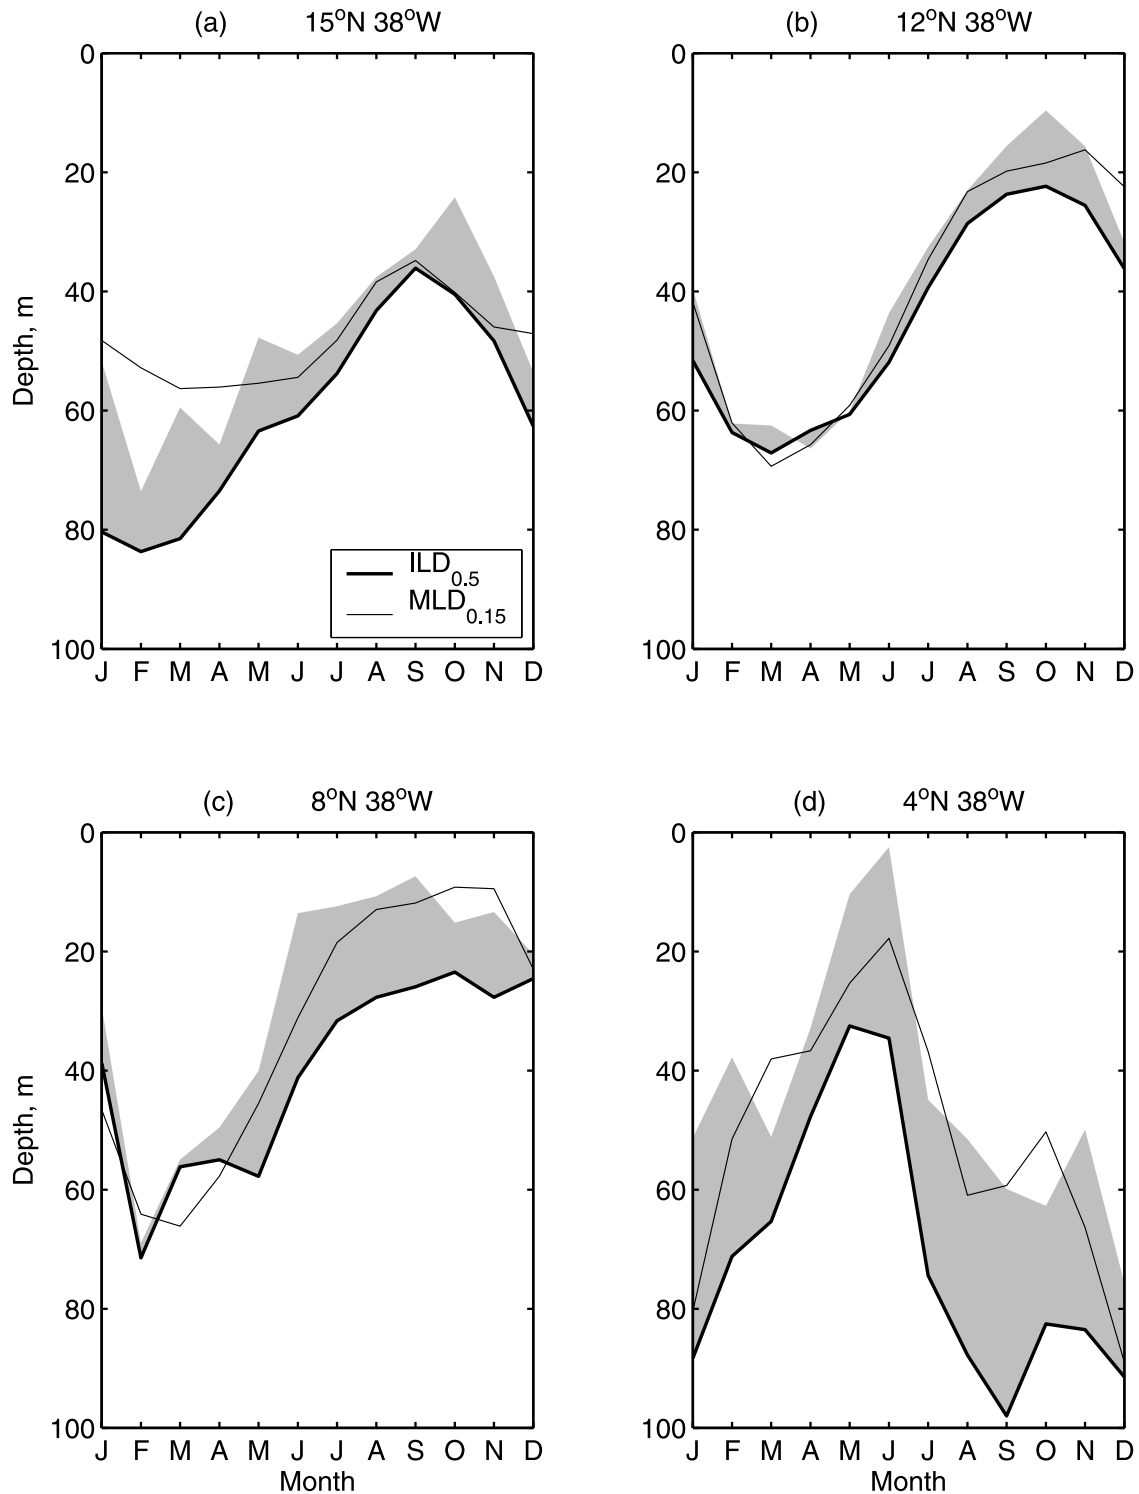 (a) 15°N 38°W
0
20
40
60
80
100
Depth, m
J F M A M J J A S O N D
ILD0.5
MLD0.15
(b) 12°N 38°W
0
20
40
60
80
100
J F M A M J J A S O N D
(c) 8°N 38°W
0
20
40
60
80
100
Depth, m
J F M A M J J A S O N D
Month
(d) 4°N 38°W
0
20
40
60
80
100
J F M A M J J A S O N D
Month